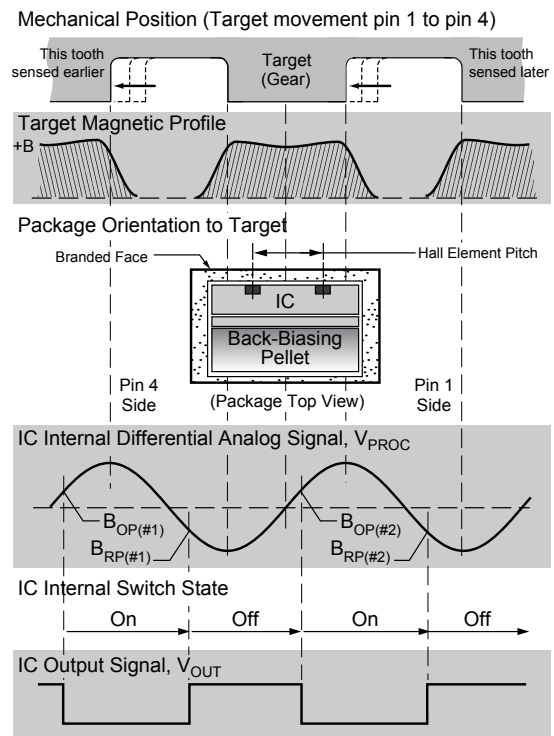 Mechanical Position (Target movement pin 1 to pin 4)
This tooth
sensed earlier
Target
(Gear)
This tooth
sensed later
Target Magnetic Profile
+B
Package Orientation to Target
Branded Face
Hall Element Pitch
IC
Back-Biasing
Pellet
Pin 4
Side
(Package Top View)
Pin 1
Side
IC Internal Differential Analog Signal, VPROC
BOP(#1)
BRP(#1)
BOP(#2)
BRP(#2)
IC Internal Switch State
On
Off
On
Off
IC Output Signal, VOUT